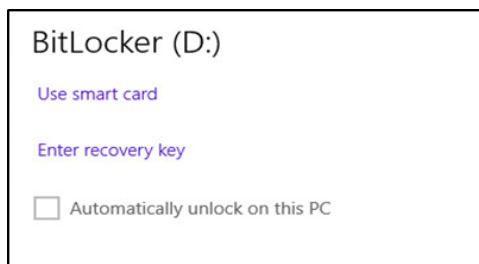 BitLocker (D:)
Use smart card
Enter recovery key
Automatically unlock on this PC